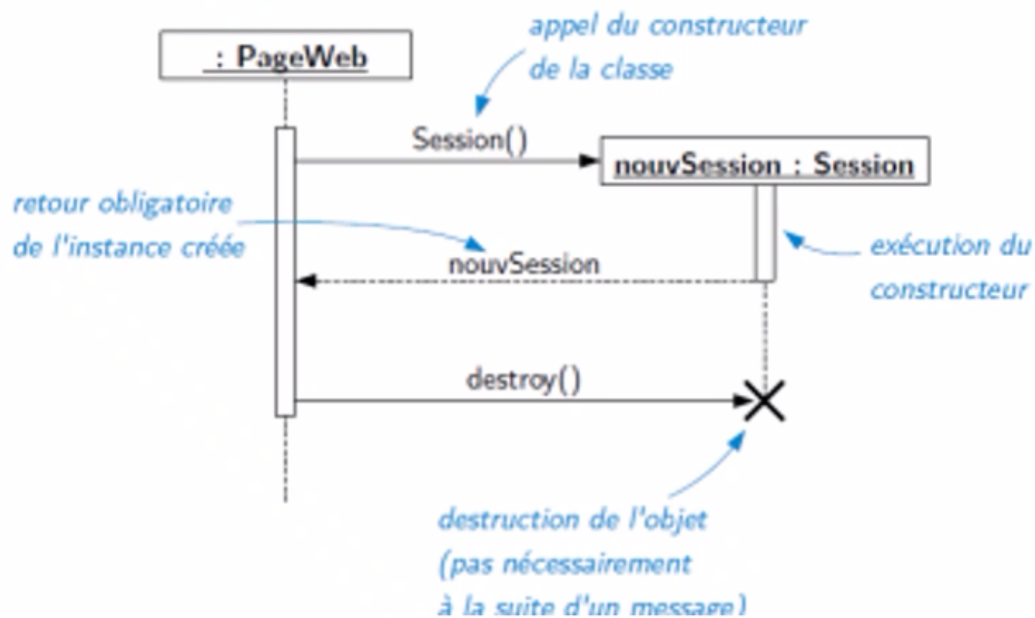 appel du constructeur
de la classe
: PageWeb
Session()
nouvSession : Session
retour obligatoire
de l'instance créée
exécution du
constructeur
nouvSession
destroy()
destruction de l'objet
(pas nécessairement
à la suite d'un message)